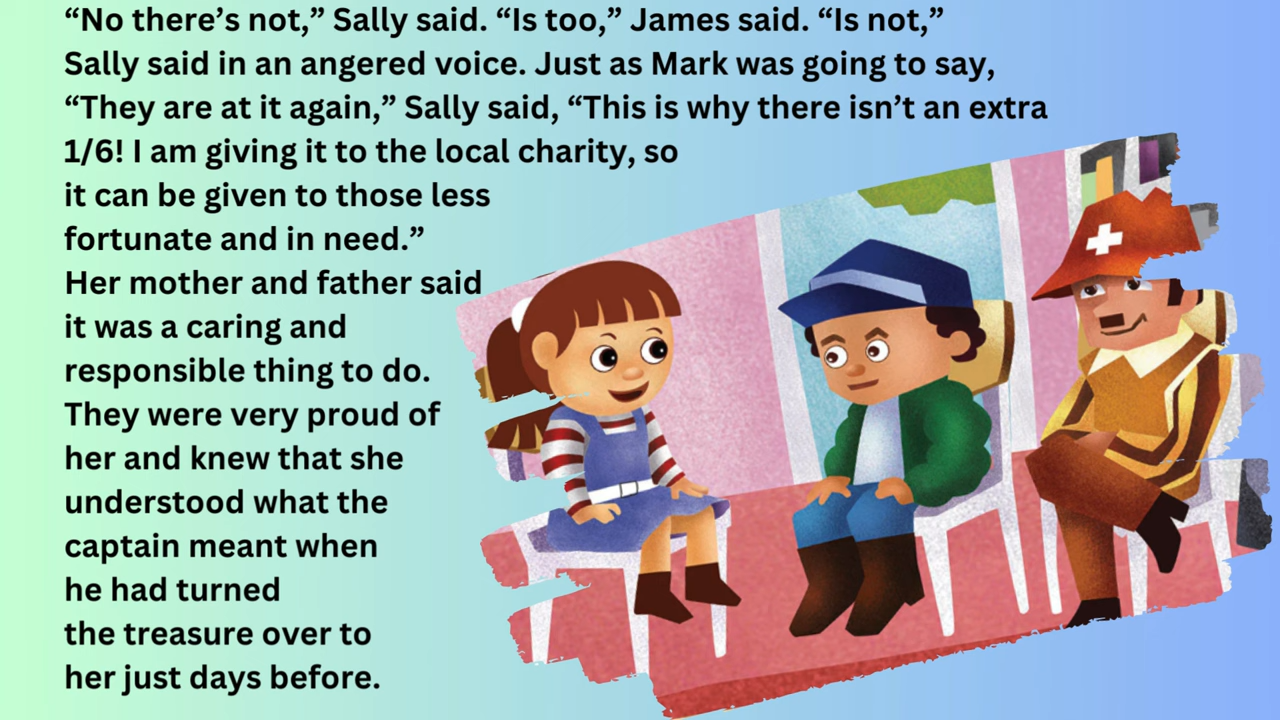 “No there’s not,” Sally said. “Is too,” James said. “Is not,”
Sally said in an angered voice. Just as Mark was going to say,
“They are at it again,” Sally said, “This is why there isn’t an extra
1/6! I am giving it to the local charity, so
it can be given to those less
fortunate and in need.”
Her mother and father said
it was a caring and
responsible thing to do.
They were very proud of
her and knew that she
understood what the
captain meant when
he had turned
the treasure over to
her just days before.